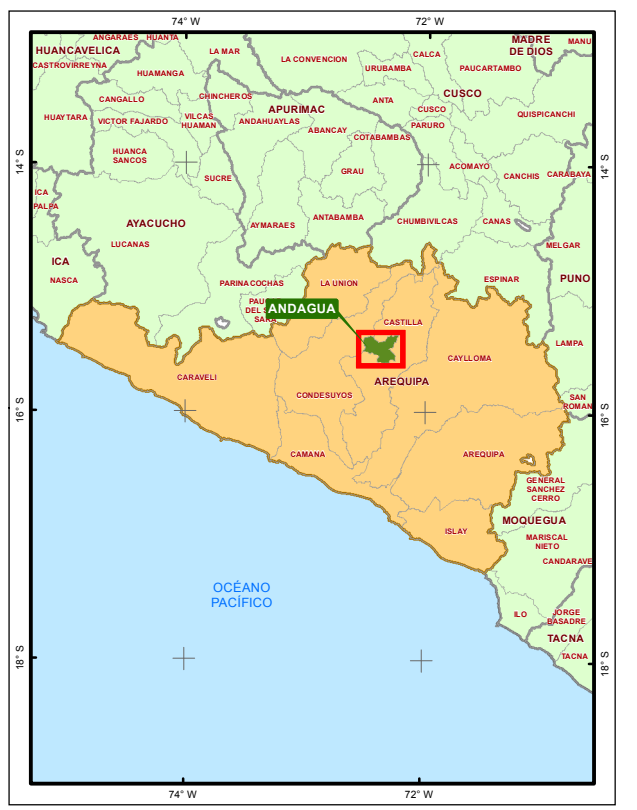 74° W
72° W
ANGARAES
HUANTA
HUANCAVELICA
LA MAR
MADRE
DE DIOS
MANU
CASTROVIRREYNA
LA CONVENCION
CALCA
URUBAMBA
PAUCARTAMBO
HUAMANGA
CUSCO
CANGALLO
CHINCHEROS
ANTA
APURIMAC
CUSCO
HUAYTARA
VICTOR FAJARDO
VILCAS
HUAMAN
ANDAHUAYLAS
ABANCAY
PARURO
QUISPICANCHI
COTABAMBAS
14° S
14° S
HUANCA
SANCOS
GRAU
ACOMAYO
CANCHIS
CARABAYA
SUCRE
ICA
PALPA
AYACUCHO
AYMARAES
ANTABAMBA
CHUMBIVILCAS
CANAS
LUCANAS
MELGAR
ICA
NASCA
PARINACOCHAS
LA UNION
ESPINAR
PUNO
PAU
DEL S
SARA
ANDAGUA
CASTILLA
LAMPA
CAYLLOMA
CARAVELI
AREQUIPA
CONDESUYOS
SAN
ROMAN
16° S
16° S
CAMANA
AREQUIPA
GENERAL
SANCHEZ
CERRO
MOQUEGUA
ISLAY
MARISCAL
NIETO
CANDARAVE
OCÉANO
PACÍFICO
ILO
JORGE
BASADRE
TACNA
TACNA
18° S
18° S
74° W
72° W